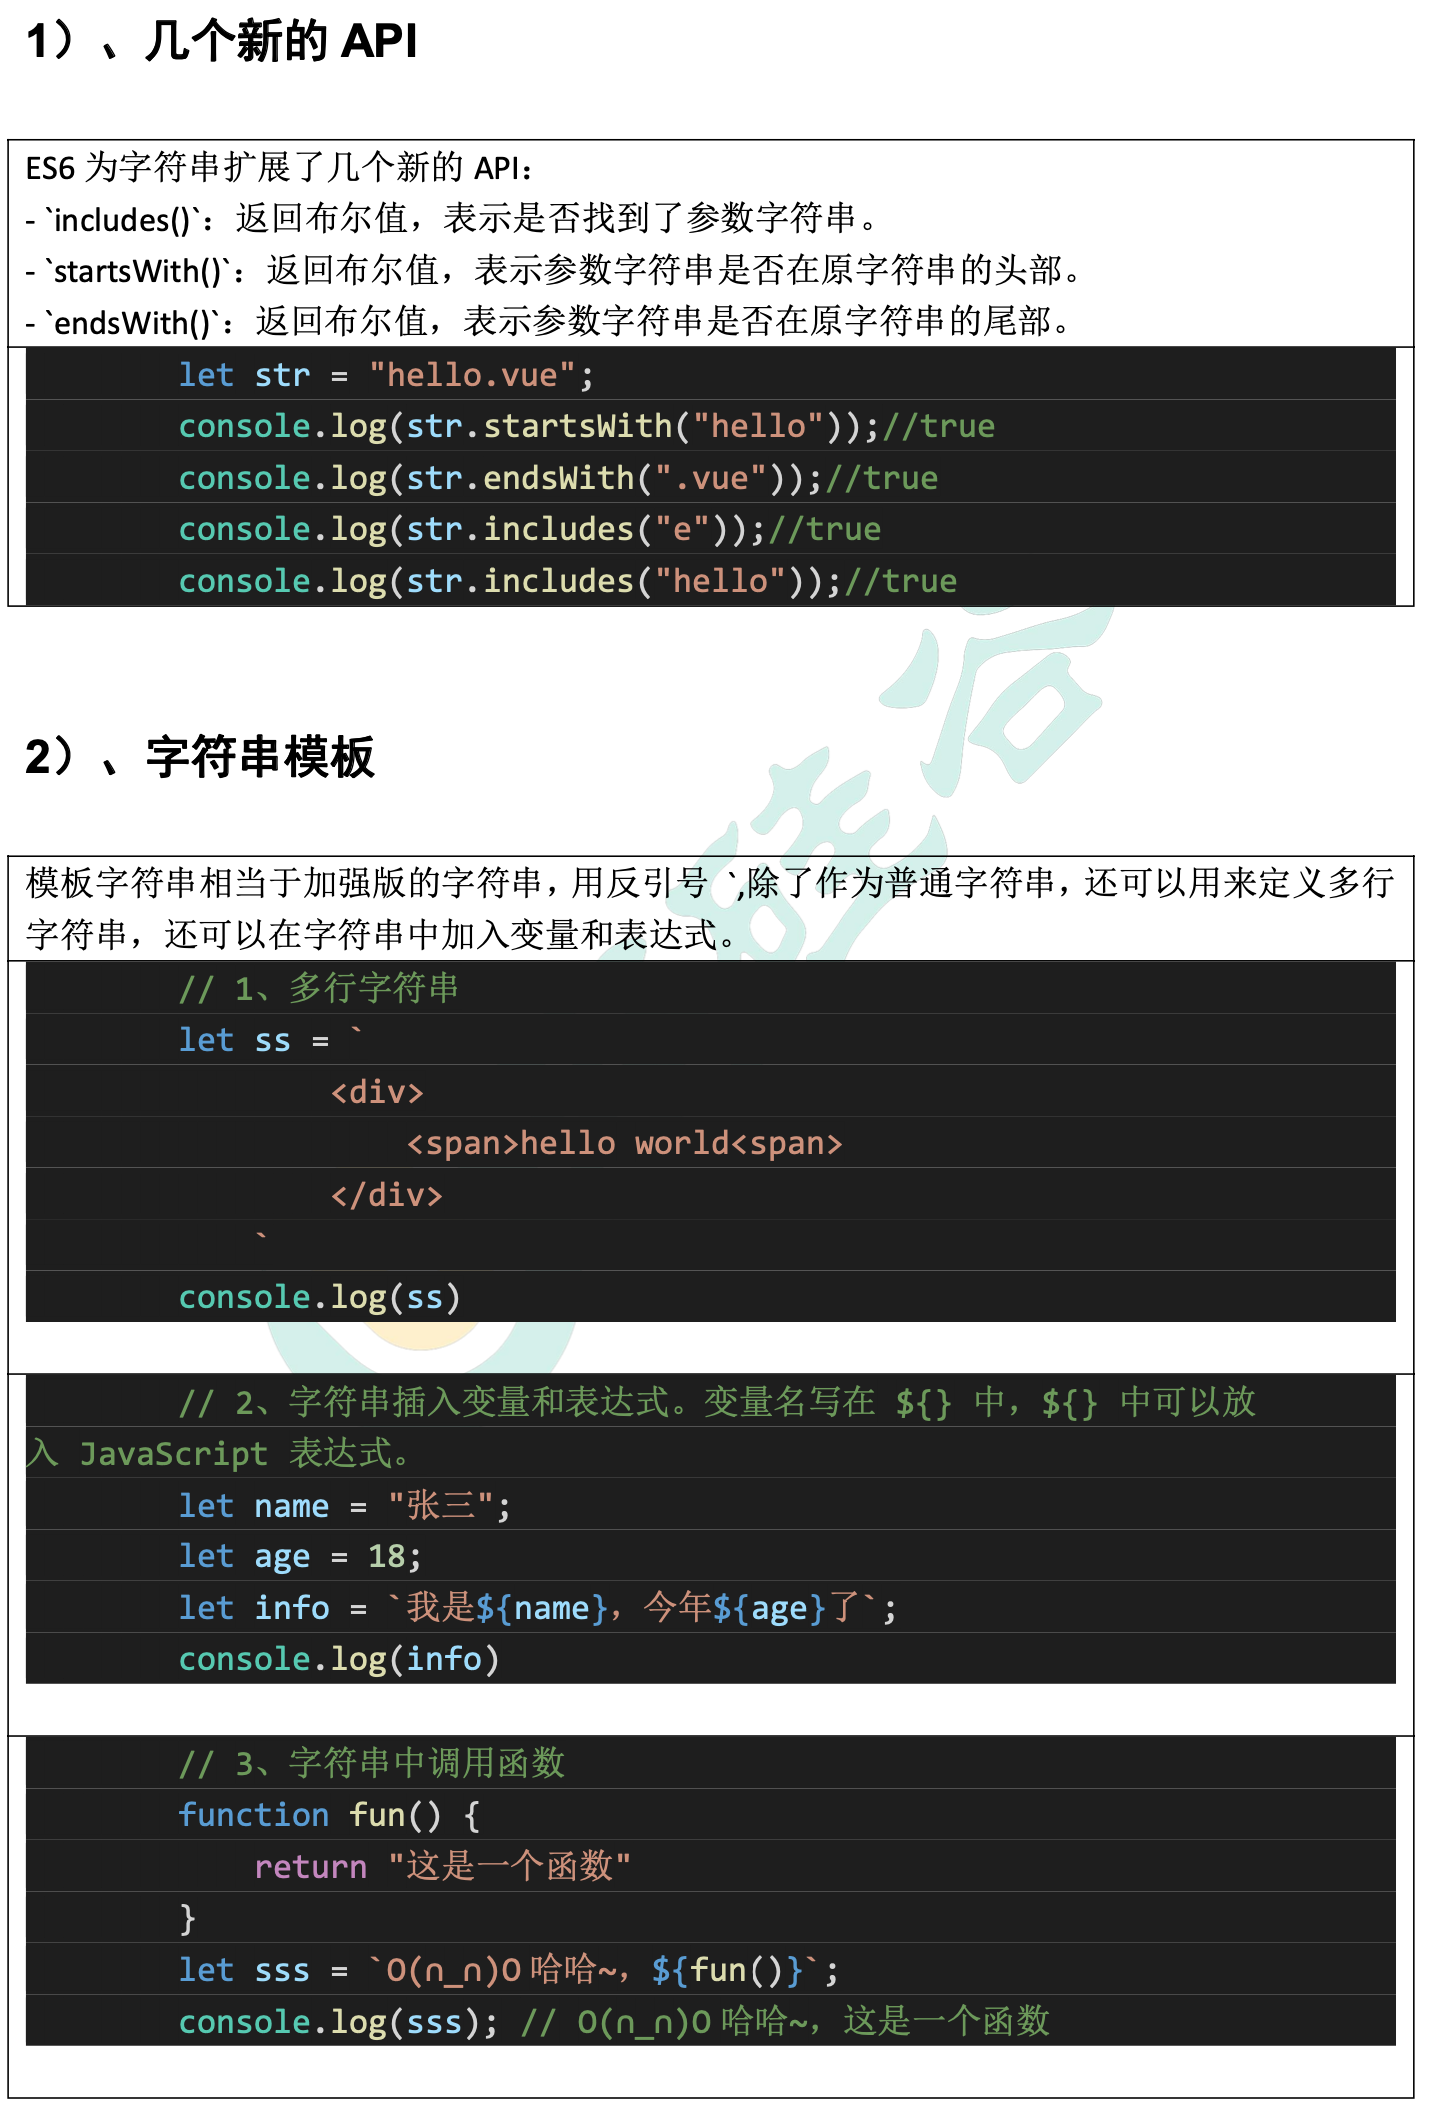 1）、几个新的 API
ES6 为字符串扩展了几个新的 API：
- `includes()`：返回布尔值，表示是否找到了参数字符串。
- `startsWith()`：返回布尔值，表示参数字符串是否在原字符串的头部。
- `endsWith()`：返回布尔值，表示参数字符串是否在原字符串的尾部。
let str = "hello.vue";
console.log(str.startsWith("hello"));//true
console.log(str.endsWith(".vue"));//true
console.log(str.includes("e"));//true
console.log(str.includes("hello"));//true
2）、字符串模板
模板字符串相当于加强版的字符串，用反引号 `,除了作为普通字符串，还可以用来定义多行
字符串，还可以在字符串中加入变量和表达式。
// 1、多行字符串
let ss = `
<div>
<span>hello world<span>
</div>
`
console.log(ss)
// 2、字符串插入变量和表达式。变量名写在 ${} 中，${} 中可以放
入 JavaScript 表达式。
let name = "张三";
let age = 18;
let info = `我是${name}，今年${age}了`;
console.log(info)
// 3、字符串中调用函数
function fun() {
return "这是一个函数"
}
let sss = `O(∩_∩)O哈哈~，${fun()}`;
console.log(sss); // O(∩_∩)O哈哈~，这是一个函数
硅谷